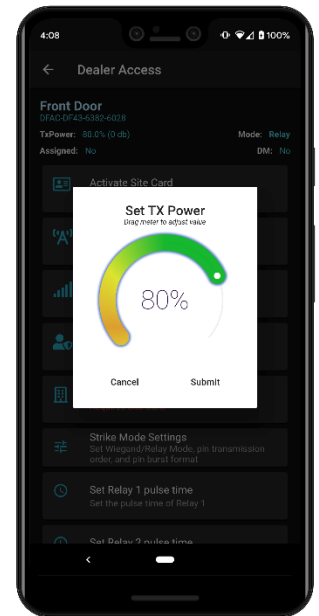 4:08
100%
Dealer Access
Front Door
DFAC-DF43-6382-6028
TxPower: 80.0% (0 db)
Mode: Relay
Assigned: No
DM: No
Activate Site Card
Set TX Power
Drag meter to adjust value
80%
Cancel
Submit
Strike Mode Settings
Set Wiegand/Relay Mode, pin transmission
order, and pin burst format
Set Relay 1 pulse time
Set the pulse time of Relay 1
Set Relay 2 pulse time